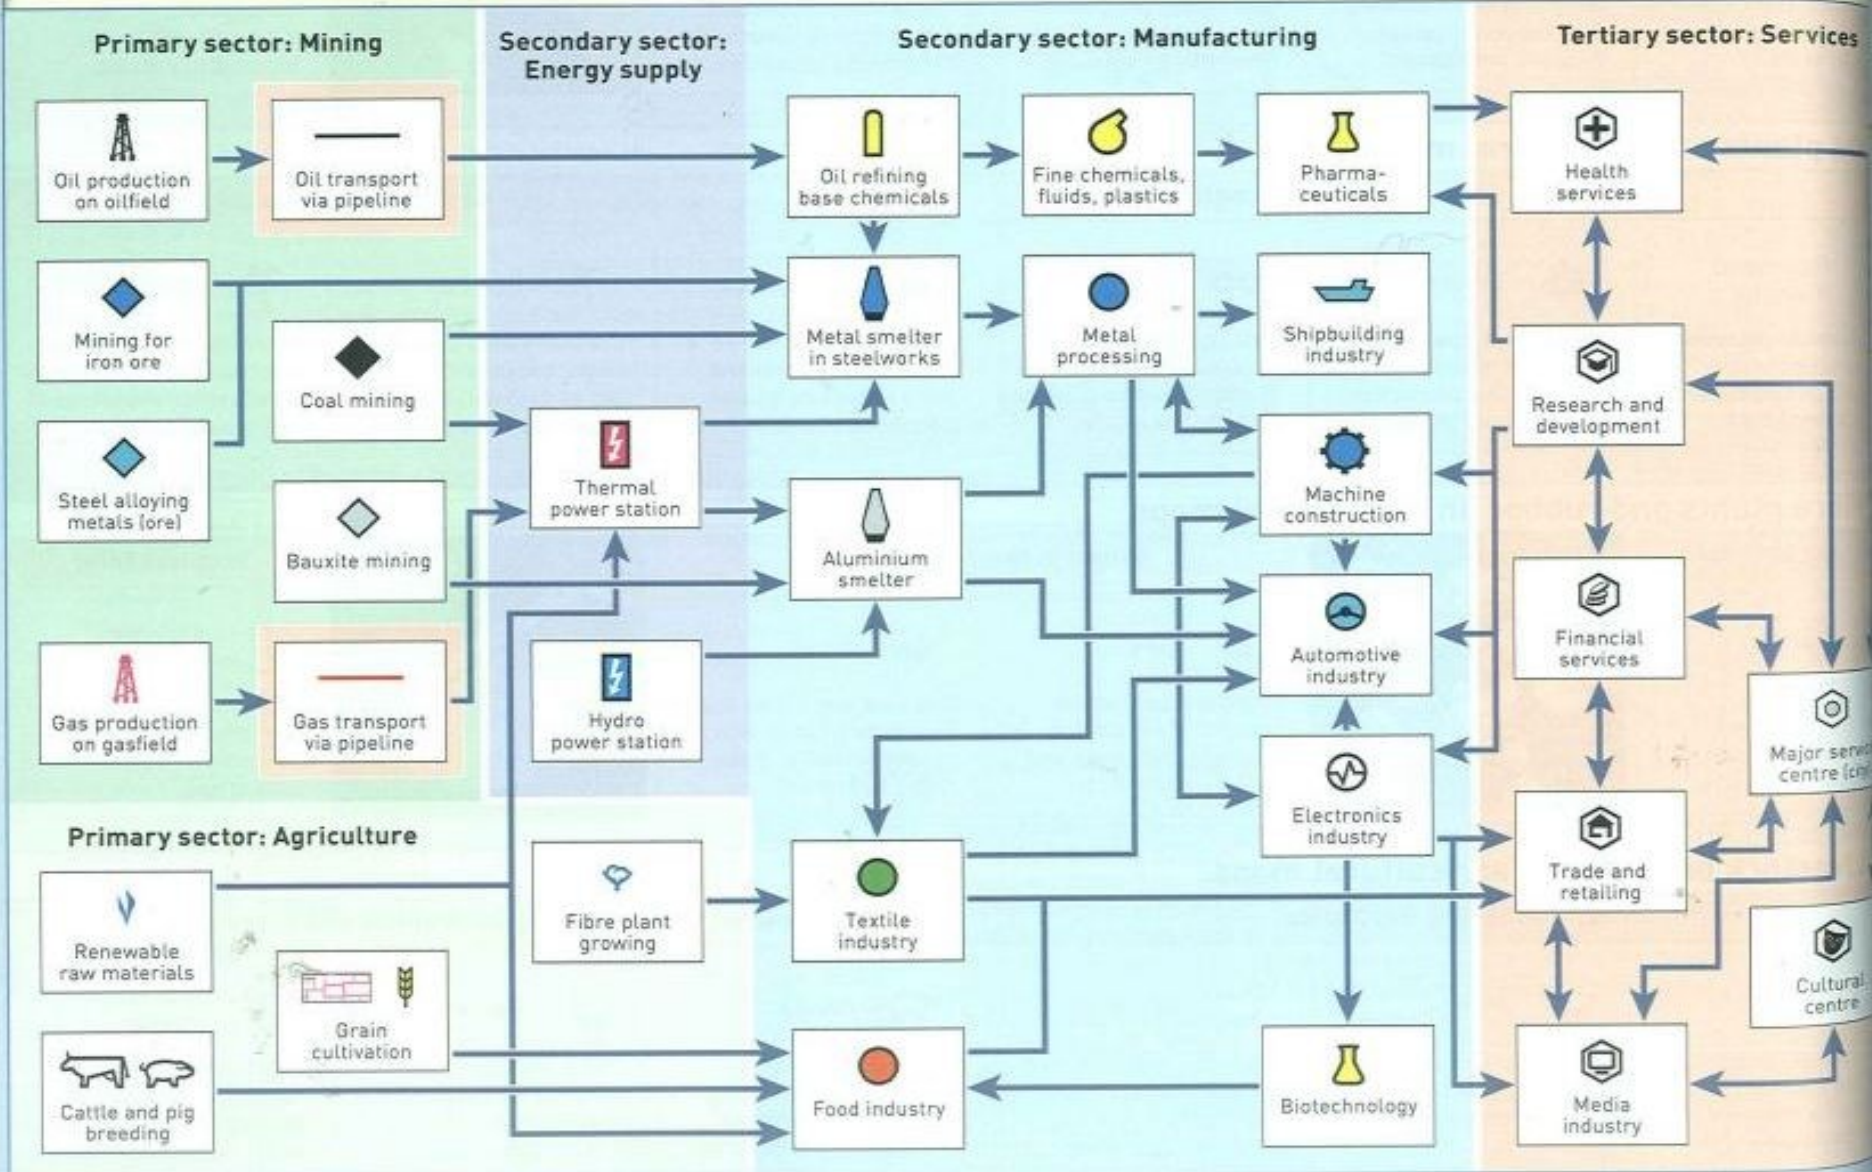 Primary sector: Mining
Secondary sector:
Energy supply
Secondary sector: Manufacturing
Tertiary sector: Services
Oil production
on oilfield
Oil transport
via pipeline
Oil refining
base chemicals
Fine chemicals,
fluids, plastics
Pharma-
ceuticals
Health
services
Mining for
iron ore
Coal mining
Metal smelter
in steelworks
Metal
processing
Shipbuilding
industry
Research and
development
Steel alloying
metals (ore)
Bauxite mining
Thermal
power station
Aluminium
smelter
Machine
construction
Financial
services
Gas production
on gasfield
Gas transport
via pipeline
Hydro
power station
Automotive
industry
Major
centre
Electronics
industry
Trade and
retailing
Primary sector: Agriculture
Renewable
raw materials
Fibre plant
growing
Textile
industry
Cultural
centre
Grain
cultivation
Cattle and pig
breeding
Food industry
Biotechnology
Media
industry